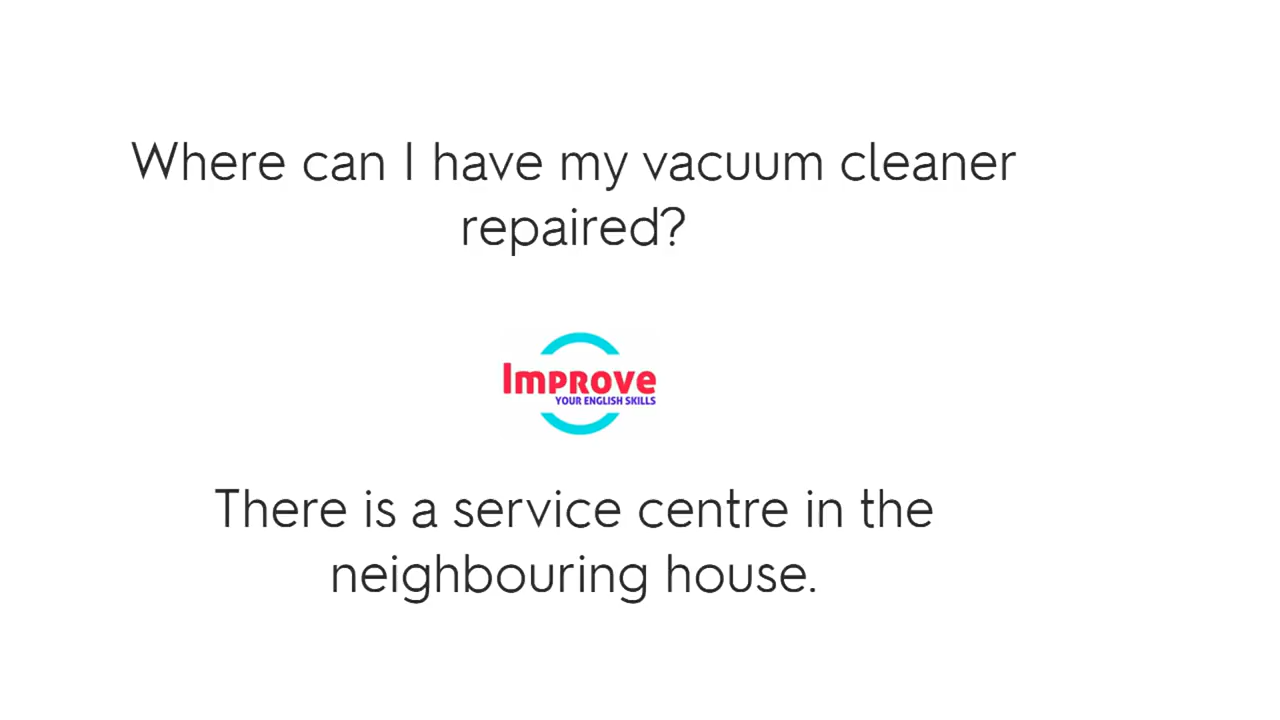 Where can I have my vacuum cleaner
repaired?
Improve
YOUR ENGLISH SKILLS
There is a service centre in the
neighbouring house.